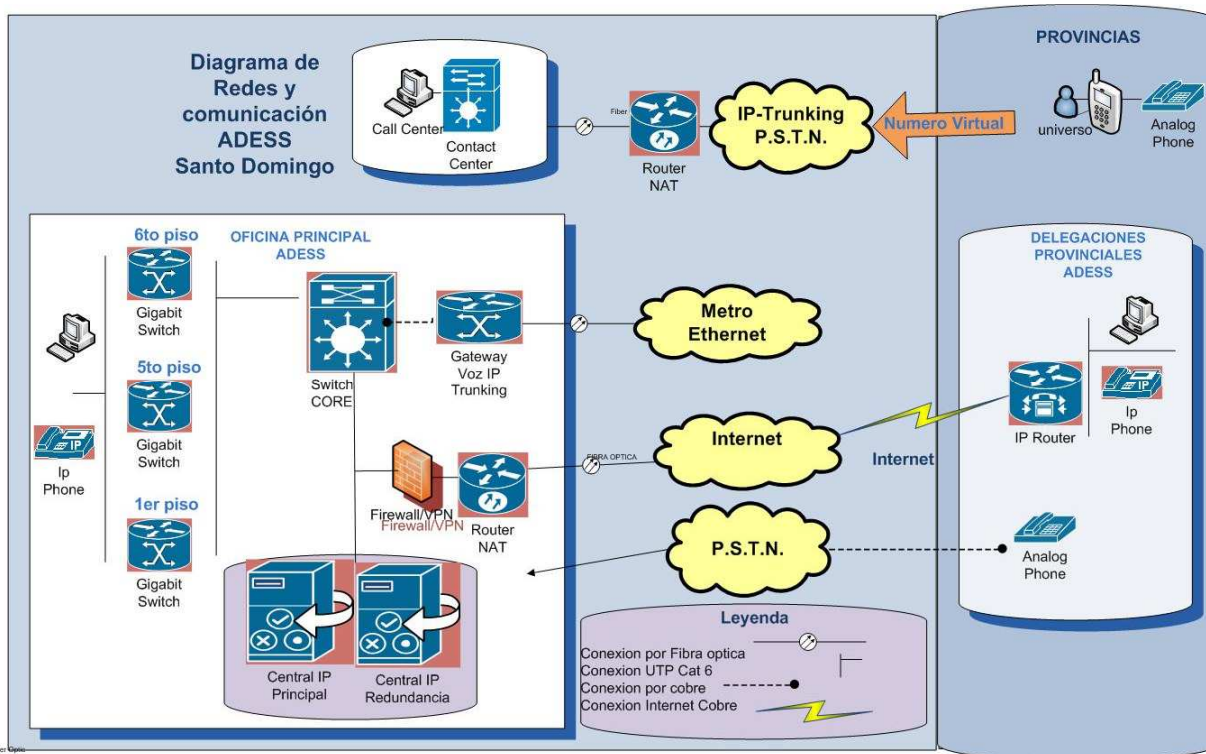 Diagrama de
Redes y
comunicación
ADESS
Santo Domingo
Call Center
Contact
Center
Fiber
Router
NAT
IP-Trunking
P.S.T.N.
Numero Virtual
PROVINCIAS
universo
Analog
Phone
OFICINA PRINCIPAL
ADESS
6to piso
Gigabit
Switch
5to piso
Gigabit
Switch
1er piso
Gigabit
Switch
IP
Ip
Phone
Switch
CORE
Gateway
Voz IP
Trunking
Metro
Ethernet
Firewall/VPN
Firewall/VPN
Router
NAT
FIBRA OPTICA
Internet
Internet
P.S.T.N.
Central IP
Principal
Central IP
Redundancia
DELEGACIONES
PROVINCIALES
ADESS
IP Router
IP
Ip
Phone
Analog
Phone
Leyenda
Conexion por Fibra optica
Conexion UTP Cat 6
Conexion por cobre
Conexion Internet Cobre